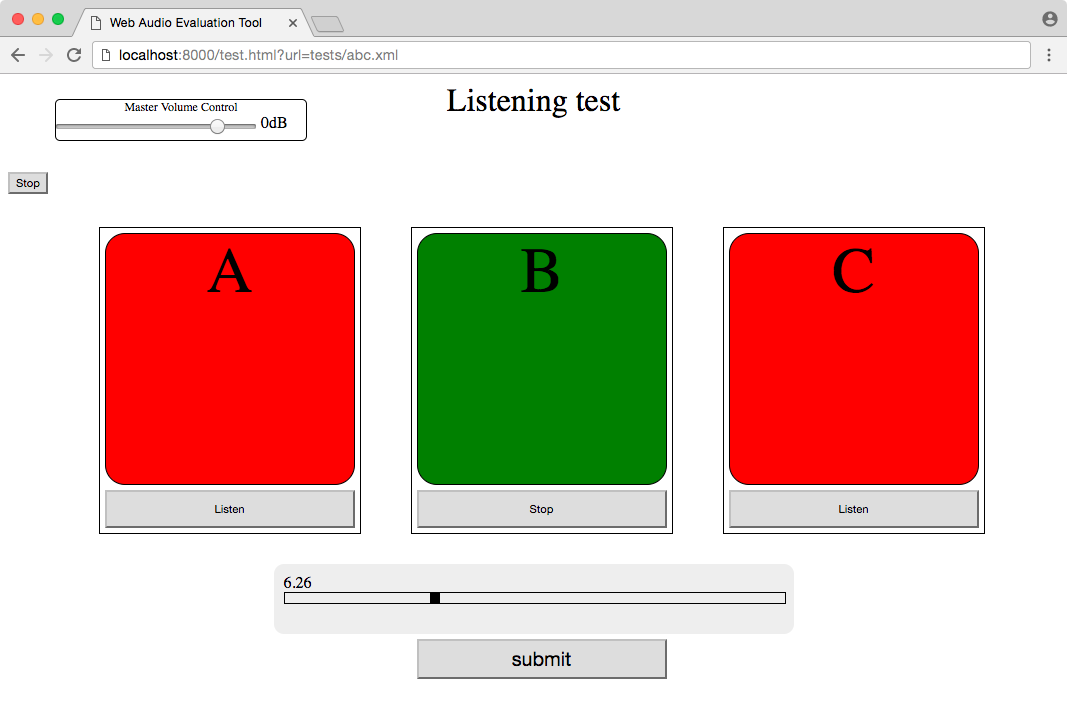 Web Audio Evaluation Tool
localhost:8000/test.html?url=tests/abc.xml
Listening test
Master Volume Control
0dB
Stop
A
B
C
Listen
Stop
Listen
6.26
submit